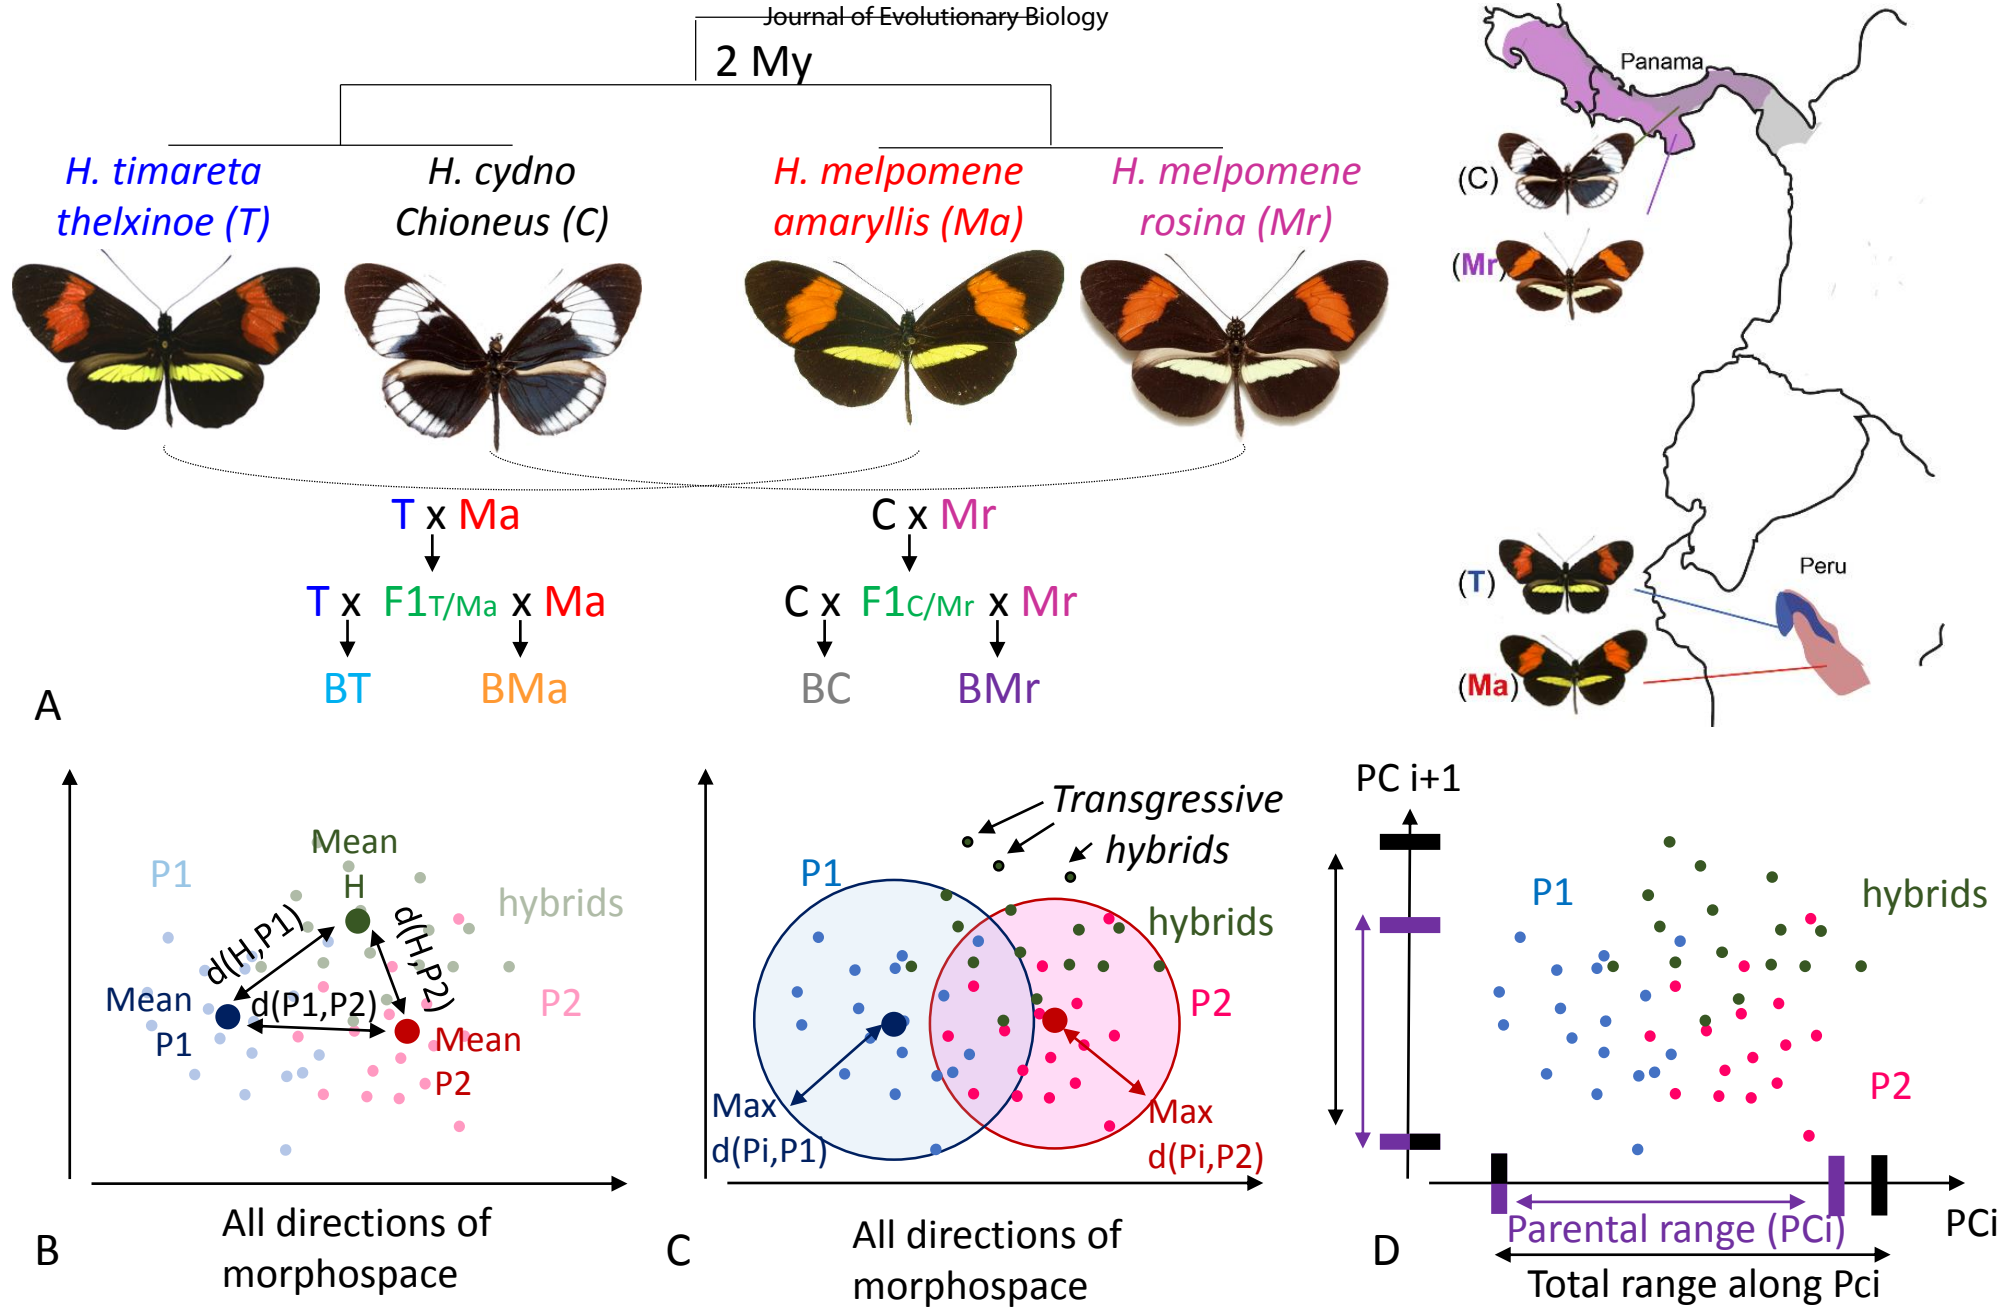 Journal of Evolutionary Biology
2 My
H. timareta
thelxinoe (T)
H. cydno
Chioneus (C)
H. melpomene
amaryllis (Ma)
H. melpomene
rosina (Mr)
T x Ma
C x Mr
T x F1T/Ma x Ma
C x F1C/Mr x Mr
BT
BMa
BC
BMr
A
Panama
(C)
(Mr)
Peru
(T)
(Ma)
P1
Mean
H
hybrids
d(H,P1)
d(H,P2)
d(P1,P2)
Mean
P1
P2
Mean
P2
All directions of
morphospace
B
Transgressive
hybrids
P1
hybrids
P2
Max
d(Pi,P1)
Max
d(Pi,P2)
All directions of
morphospace
C
PC i+1
P1
hybrids
P2
Parental range (PCi)
PCi
Total range along Pci
D